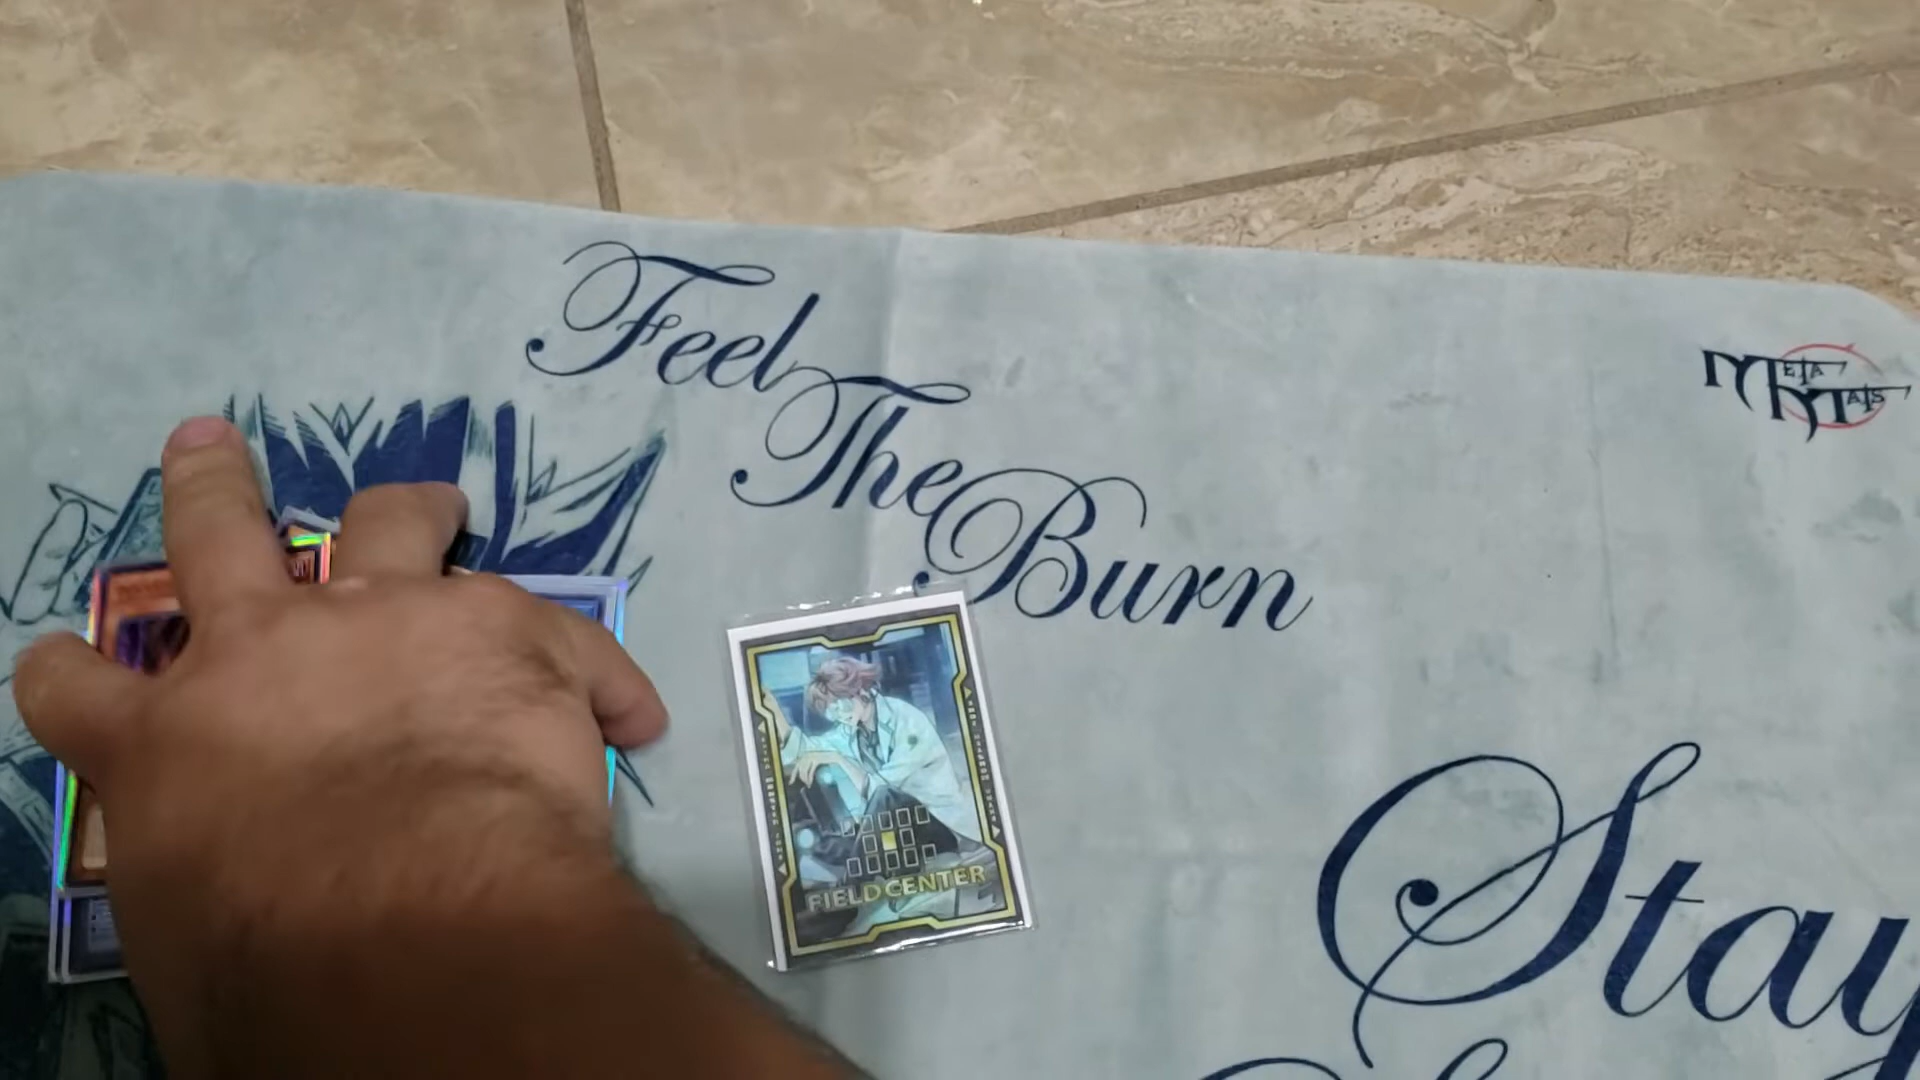 Feel
The
Burn
META
MATS
FIELD CENTER
Stay